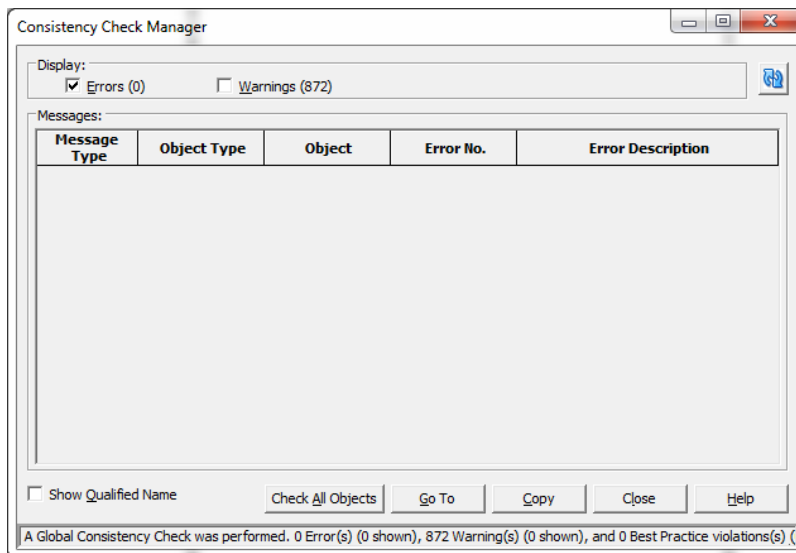 Consistency Check Manager
Display:
Errors (0) Warnings (872)
Messages:
Message Type Object Type Object Error No. Error Description
Show Qualified Name Check All Objects Go To Copy Close Help
A Global Consistency Check was performed. 0 Error(s) (0 shown), 872 Warning(s) (0 shown), and 0 Best Practice violations(s) (